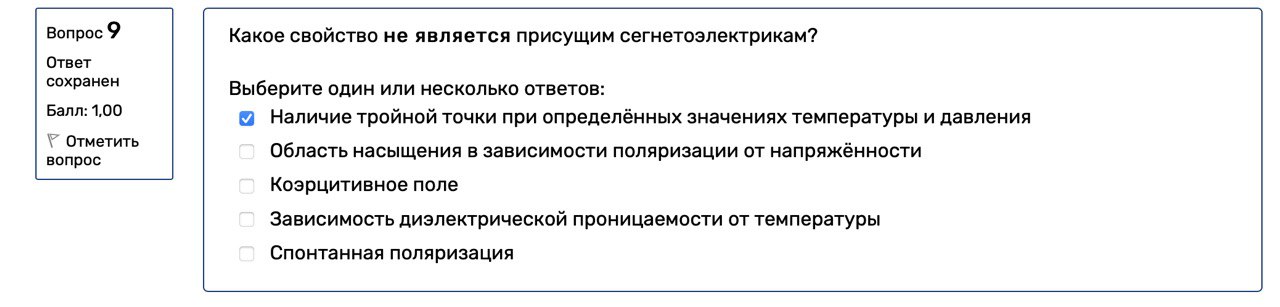 Вопрос 9
Ответ
сохранен
Балл: 1,00
Отметить
вопрос
Какое свойство не является присущим сегнетоэлектрикам?
Выберите один или несколько ответов:
Наличие тройной точки при определённых значениях температуры и давления
Область насыщения в зависимости поляризации от напряжённости
Коэрцитивное поле
Зависимость диэлектрической проницаемости от температуры
Спонтанная поляризация